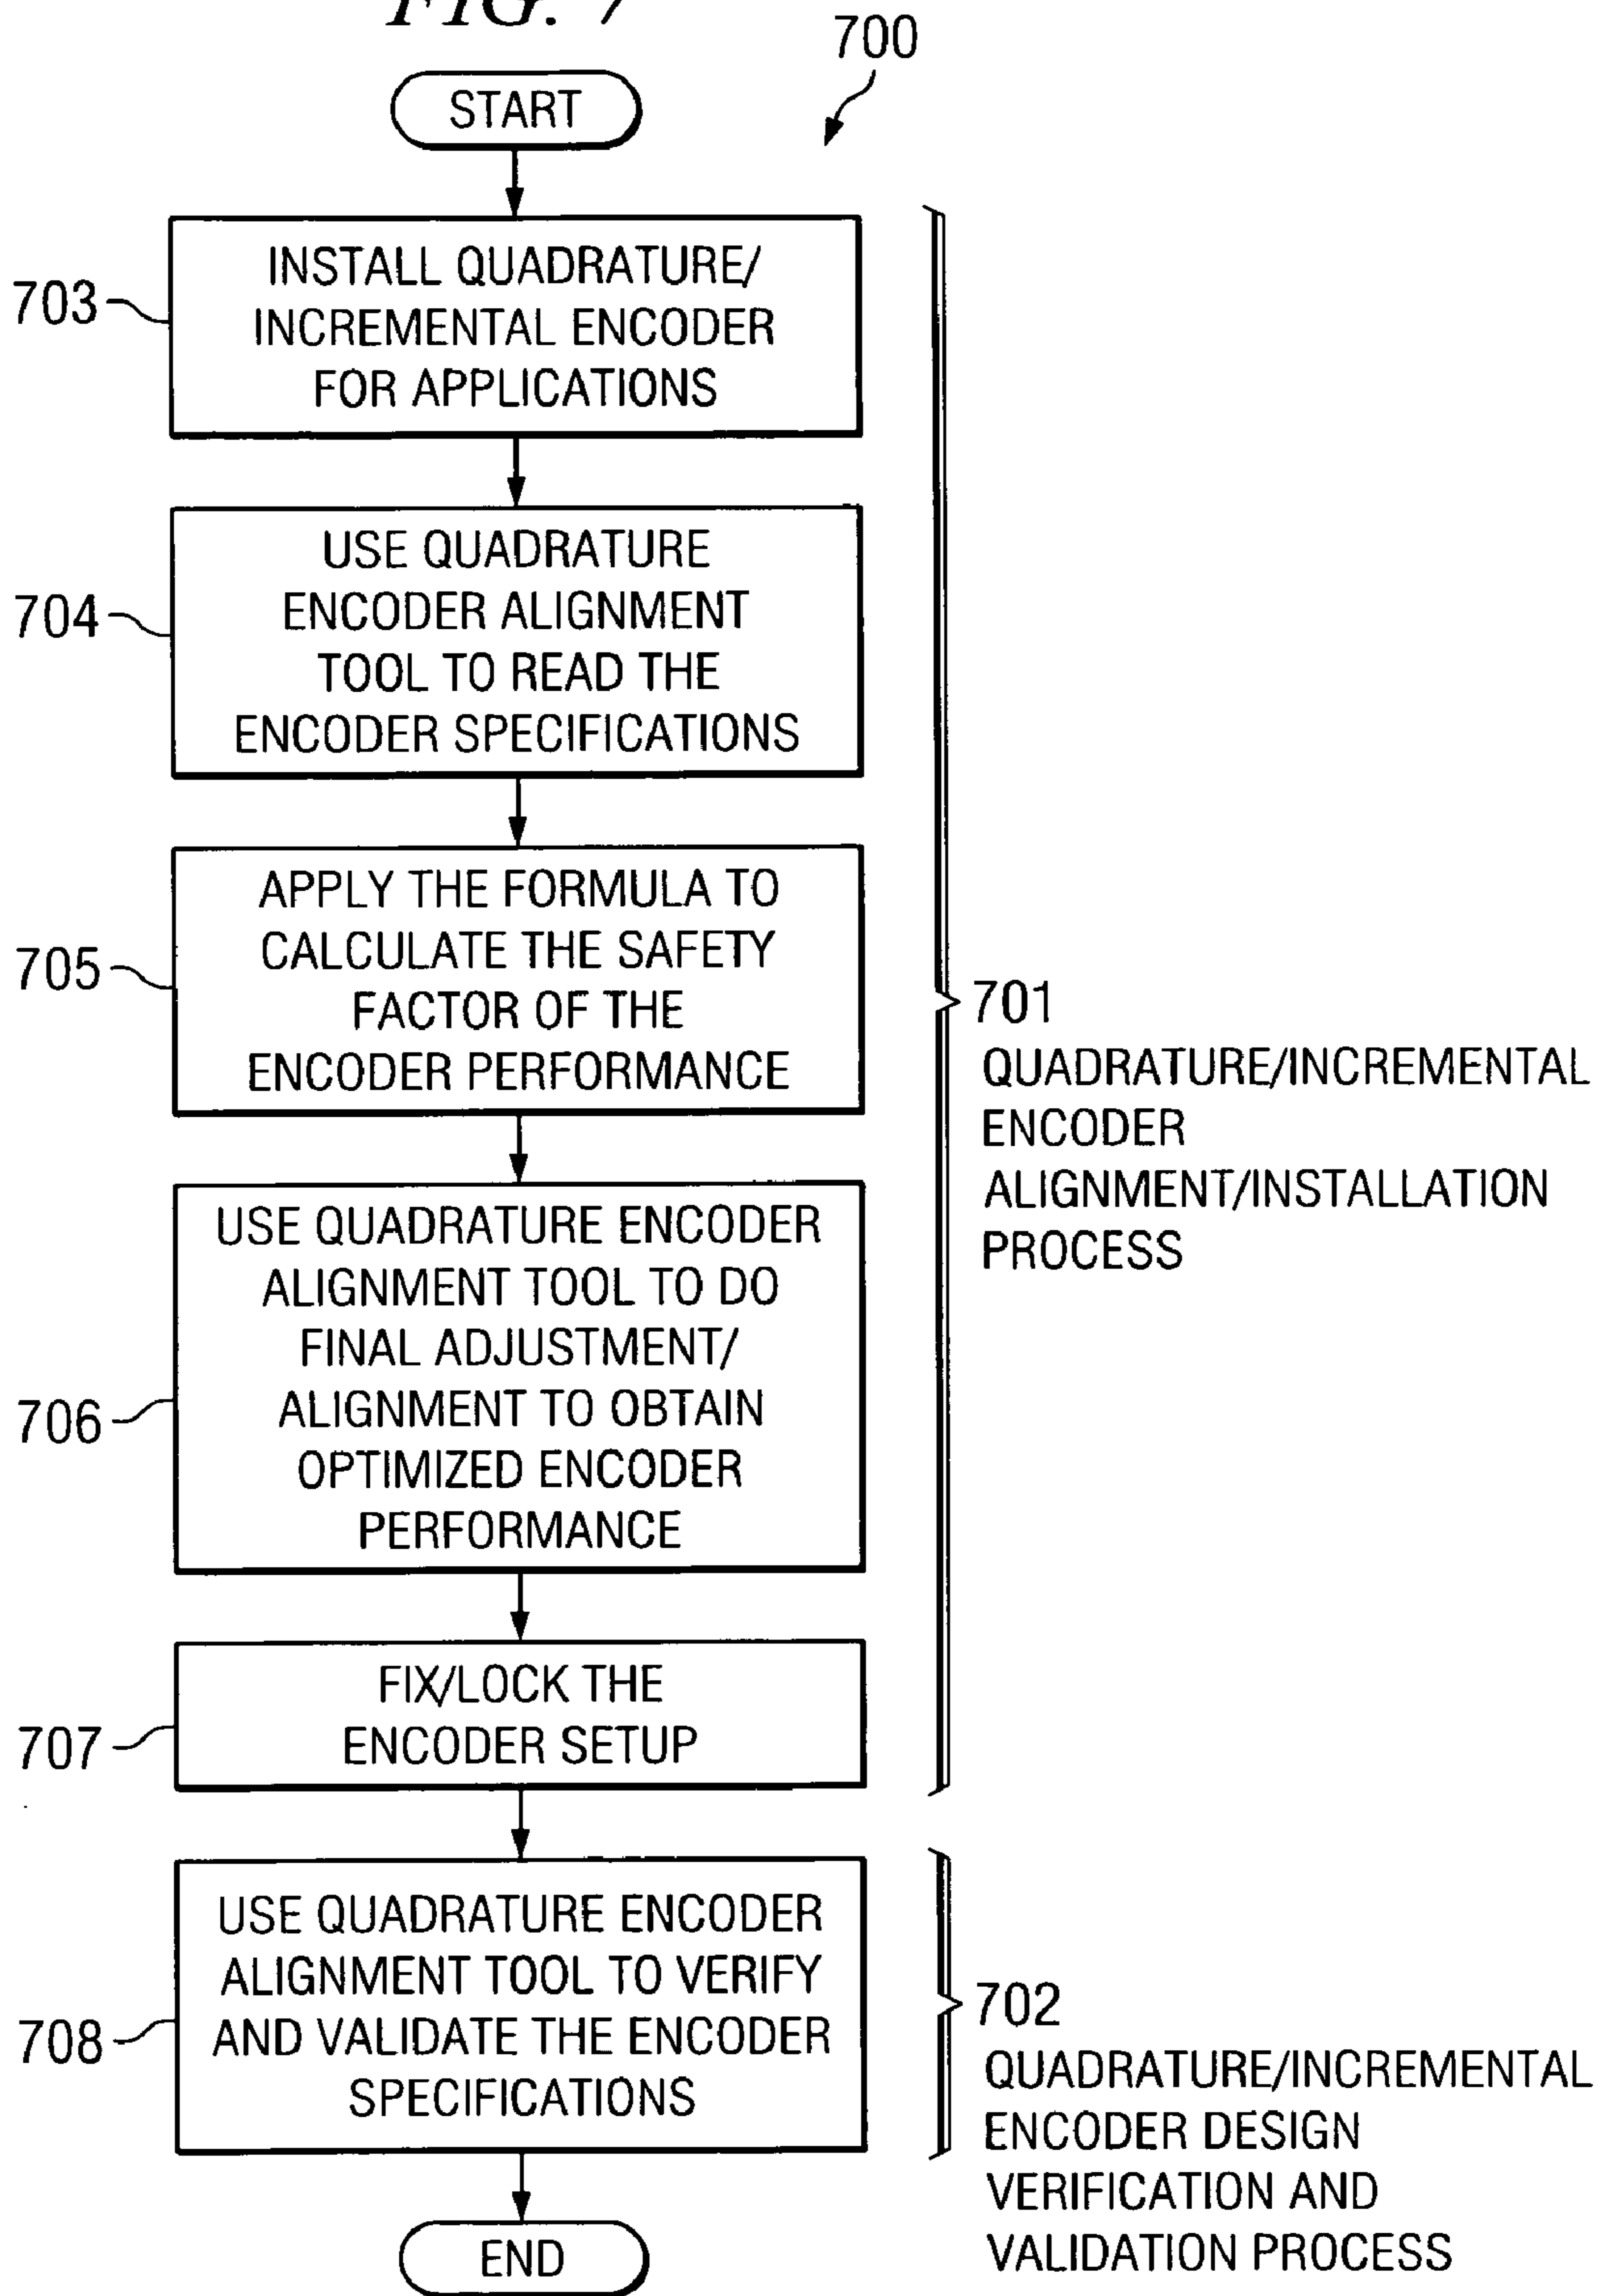 FIG. 7
700
START
703
INSTALL QUADRATURE/
INCREMENTAL ENCODER
FOR APPLICATIONS
704
USE QUADRATURE
ENCODER ALIGNMENT
TOOL TO READ THE
ENCODER SPECIFICATIONS
705
APPLY THE FORMULA TO
CALCULATE THE SAFETY
FACTOR OF THE
ENCODER PERFORMANCE
701
QUADRATURE/INCREMENTAL
ENCODER
ALIGNMENT/INSTALLATION
PROCESS
706
USE QUADRATURE ENCODER
ALIGNMENT TOOL TO DO
FINAL ADJUSTMENT/
ALIGNMENT TO OBTAIN
OPTIMIZED ENCODER
PERFORMANCE
707
FIX/LOCK THE
ENCODER SETUP
708
USE QUADRATURE ENCODER
ALIGNMENT TOOL TO VERIFY
AND VALIDATE THE ENCODER
SPECIFICATIONS
702
QUADRATURE/INCREMENTAL
ENCODER DESIGN
VERIFICATION AND
VALIDATION PROCESS
END